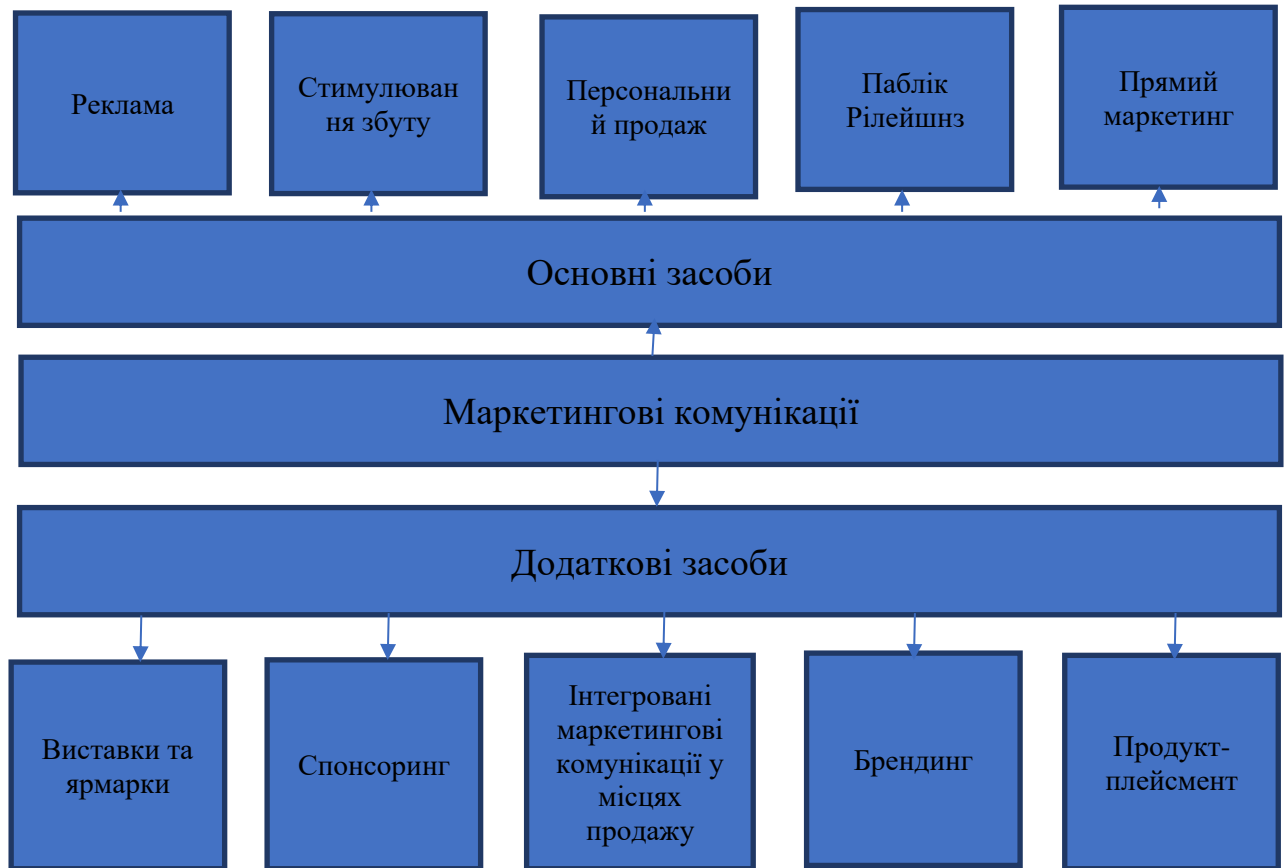 Реклама
Стимулюван
ня збуту
Персональни
й продаж
Паблік
Рілейшнз
Прямий
маркетинг
Основні засоби
Маркетингові комунікації
Додаткові засоби
Виставки та
ярмарки
Спонсоринг
Інтегровані
маркетингові
комунікації у
місцях
продажу
Брендинг
Продукт-
плейсмент